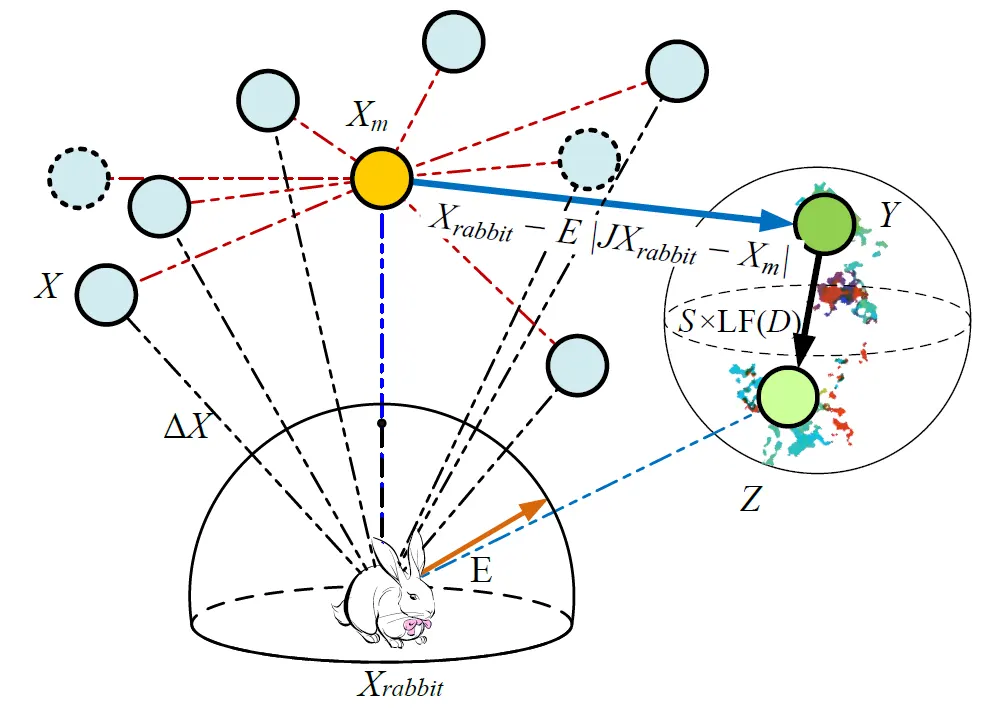 Xm
Xrabbit − E |JXrabbit − Xm|
Y
X
S×LF(D)
ΔX
Z
E
Xrabbit